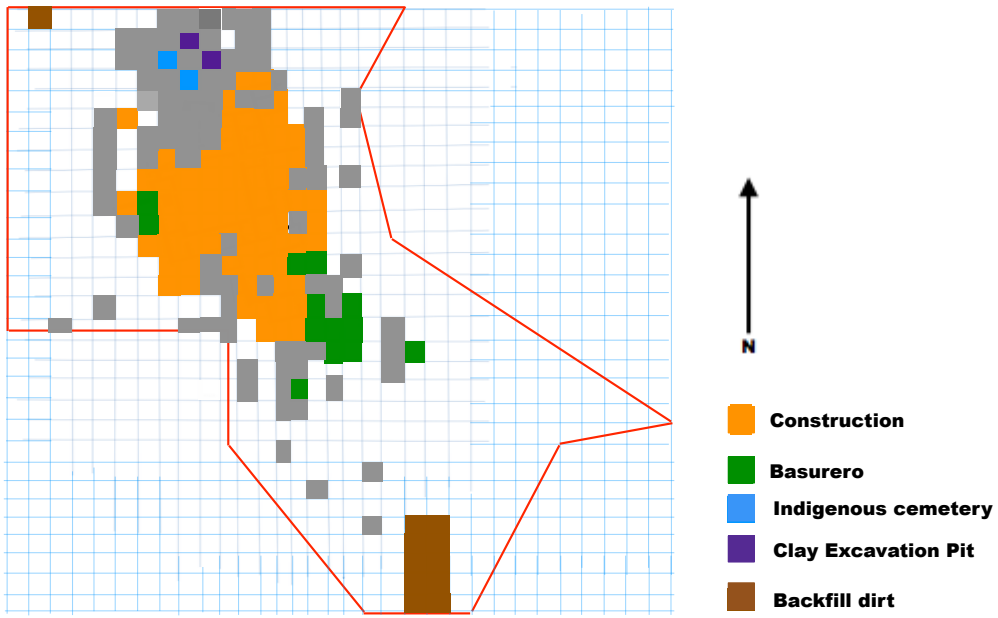 N
Construction
Basurero
Indigenous cemetery
Clay Excavation Pit
Backfill dirt